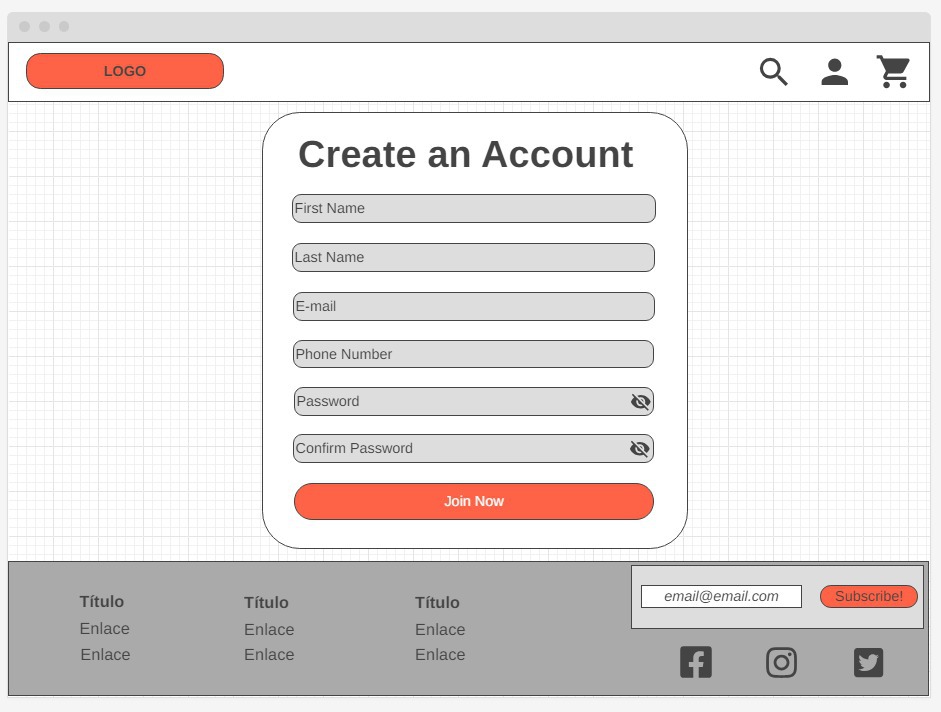 LOGO
Create an Account
First Name
Last Name
E-mail
Phone Number
Password
Confirm Password
Join Now
Título
Enlace
Enlace
Título
Enlace
Enlace
Título
Enlace
Enlace
email@email.com
Subscribe!